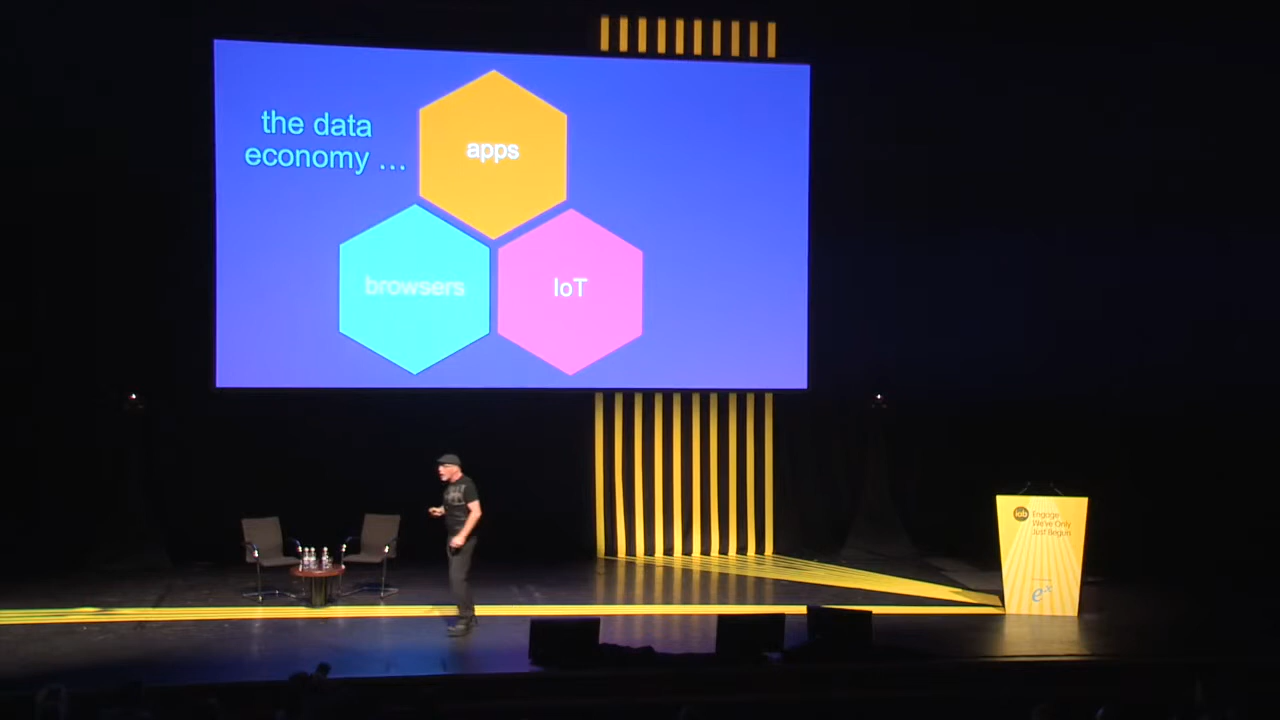 the data
economy …
apps
browsers
IoT
iab
Engage
We've Only
Just Begun